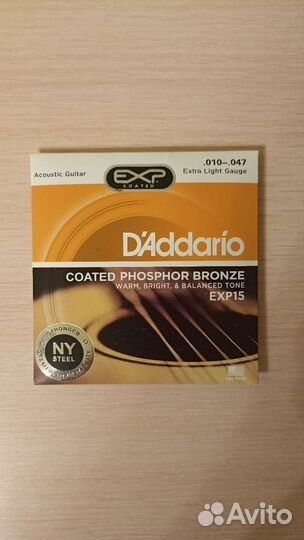 Acoustic Guitar
EXP
COATED
.010–.047
Extra Light Gauge
D'Addario
COATED PHOSPHOR BRONZE
WARM, BRIGHT, & BALANCED TONE
EXP15
STRONGER
NY
STEEL
Avito